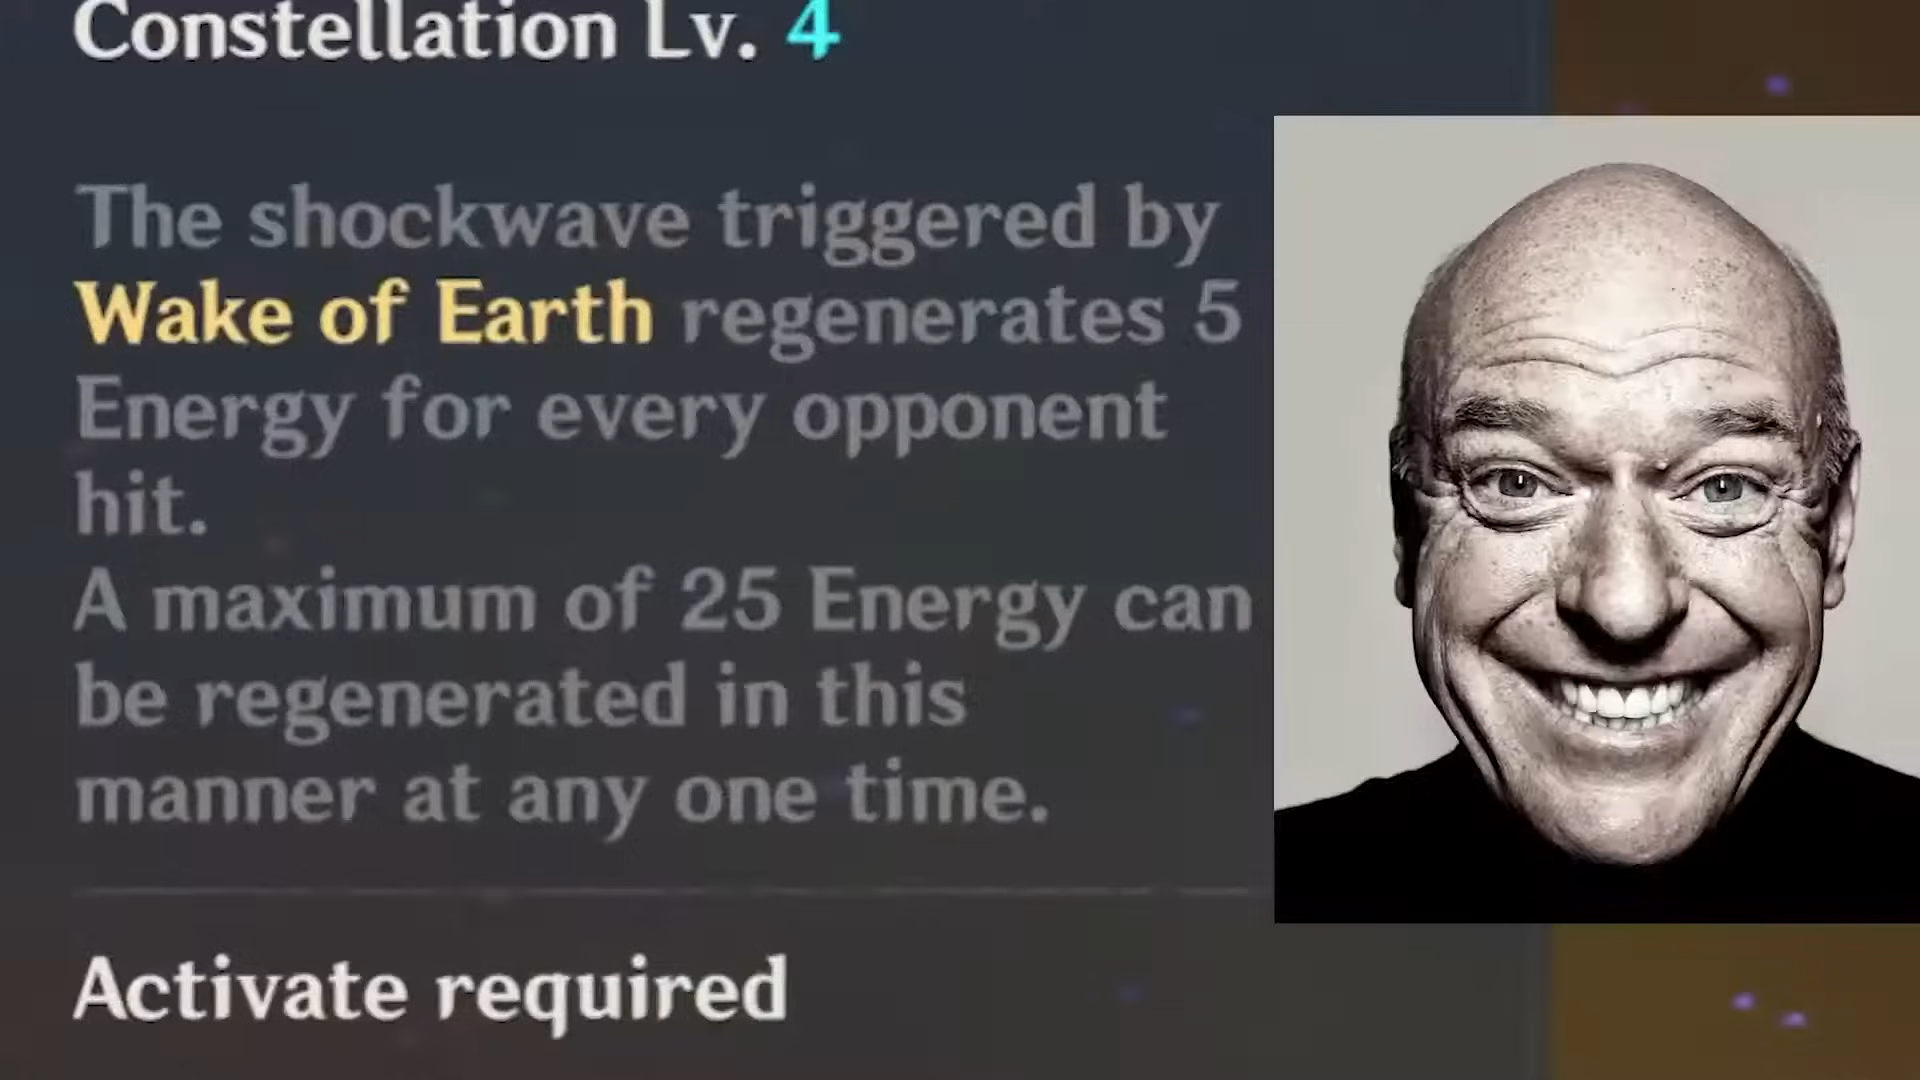 Constellation Lv. 4
The shockwave triggered by
Wake of Earth regenerates 5
Energy for every opponent
hit.
A maximum of 25 Energy can
be regenerated in this
manner at any one time.
Activate required